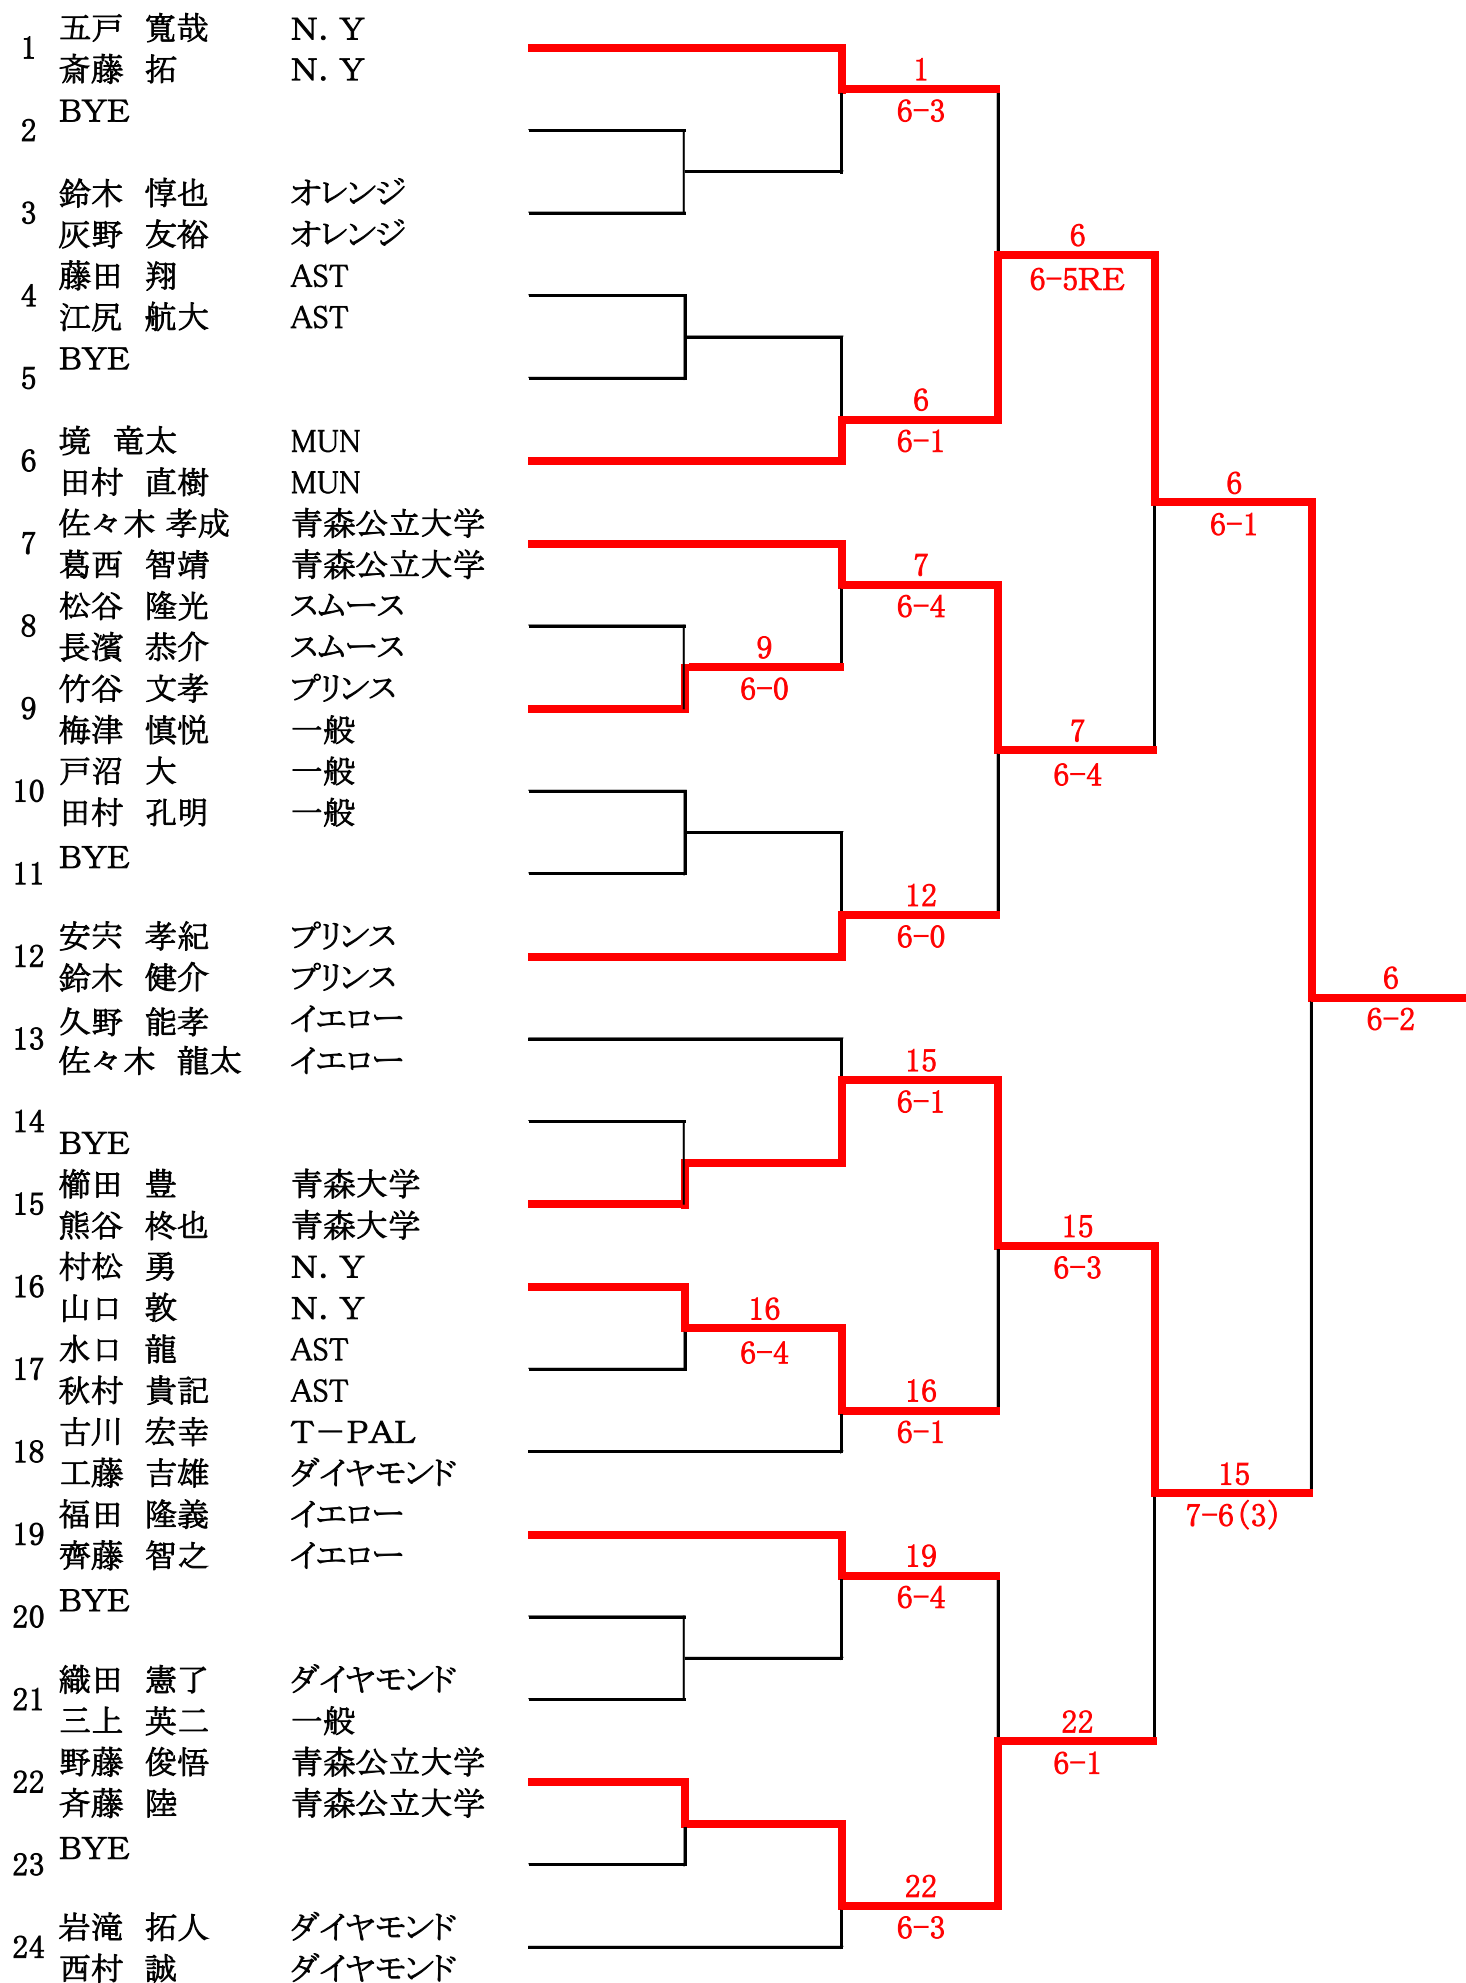 1 五戸 寛哉 N. Y
斎藤 拓 N. Y
1
6-3
2 BYE
3 鈴木 惇也 オレンジ
灰野 友裕 オレンジ
6
6-5RE
4 藤田 翔 AST
江尻 航大 AST
5 BYE
6
6-1
6 境 竜太 MUN
田村 直樹 MUN
6
6-1
7 佐々木 孝成 青森公立大学
葛西 智靖 青森公立大学
7
6-4
8 松谷 隆光 スムース
長濱 恭介 スムース
9
6-0
9 竹谷 文孝 プリンス
梅津 慎悦 一般
7
6-4
10 戸沼 大 一般
田村 孔明 一般
11 BYE
12
6-0
12 安宍 孝紀 プリンス
鈴木 健介 プリンス
6
6-2
13 久野 能孝 イエロー
佐々木 龍太 イエロー
15
6-1
14 BYE
15 櫛田 豊 青森大学
熊谷 柊也 青森大学
15
6-3
16 村松 勇 N. Y
山口 敦 N. Y
16
6-4
17 水口 龍 AST
秋村 貴記 AST
16
6-1
18 古川 宏幸 T-PAL
工藤 吉雄 ダイヤモンド
15
7-6(3)
19 福田 隆義 イエロー
齊藤 智之 イエロー
19
6-4
20 BYE
21 織田 憲了 ダイヤモンド
三上 英二 一般
22
6-1
22 野藤 俊悟 青森公立大学
斉藤 陸 青森公立大学
23 BYE
22
6-3
24 岩滝 拓人 ダイヤモンド
西村 誠 ダイヤモンド